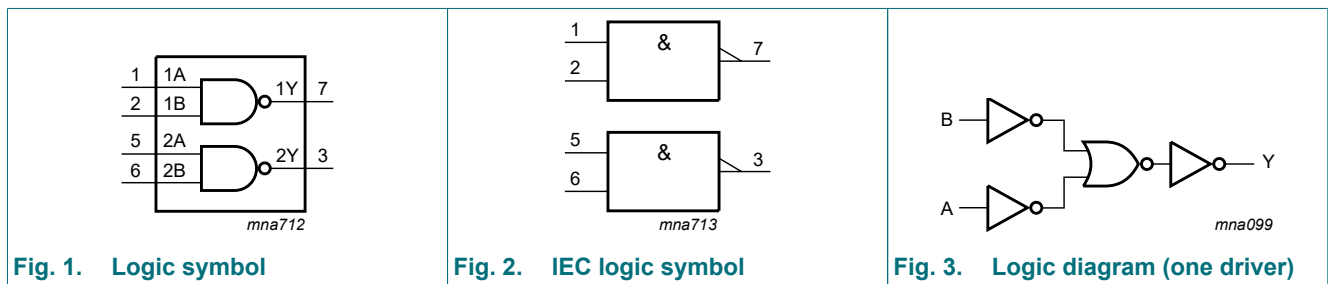 1 1A
2 1B
1Y 7
5 2A
6 2B
2Y 3
mna712
Fig. 1. Logic symbol
1
2
&
7
5
6
&
3
mna713
Fig. 2. IEC logic symbol
B
A
Y
mna099
Fig. 3. Logic diagram (one driver)